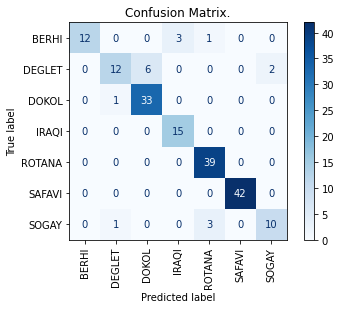 Confusion Matrix.
True label
BERHI 12 0 0 3 1 0 0
DEGLET 0 12 6 0 0 0 2
DOKOL 0 1 33 0 0 0 0
IRAQI 0 0 0 15 0 0 0
ROTANA 0 0 0 0 39 0 0
SAFAVI 0 0 0 0 0 42 0
SOGAY 0 1 0 0 3 0 10
BERHI DEGLET DOKOL IRAQI ROTANA SAFAVI SOGAY
Predicted label
40
35
30
25
20
15
10
5
0